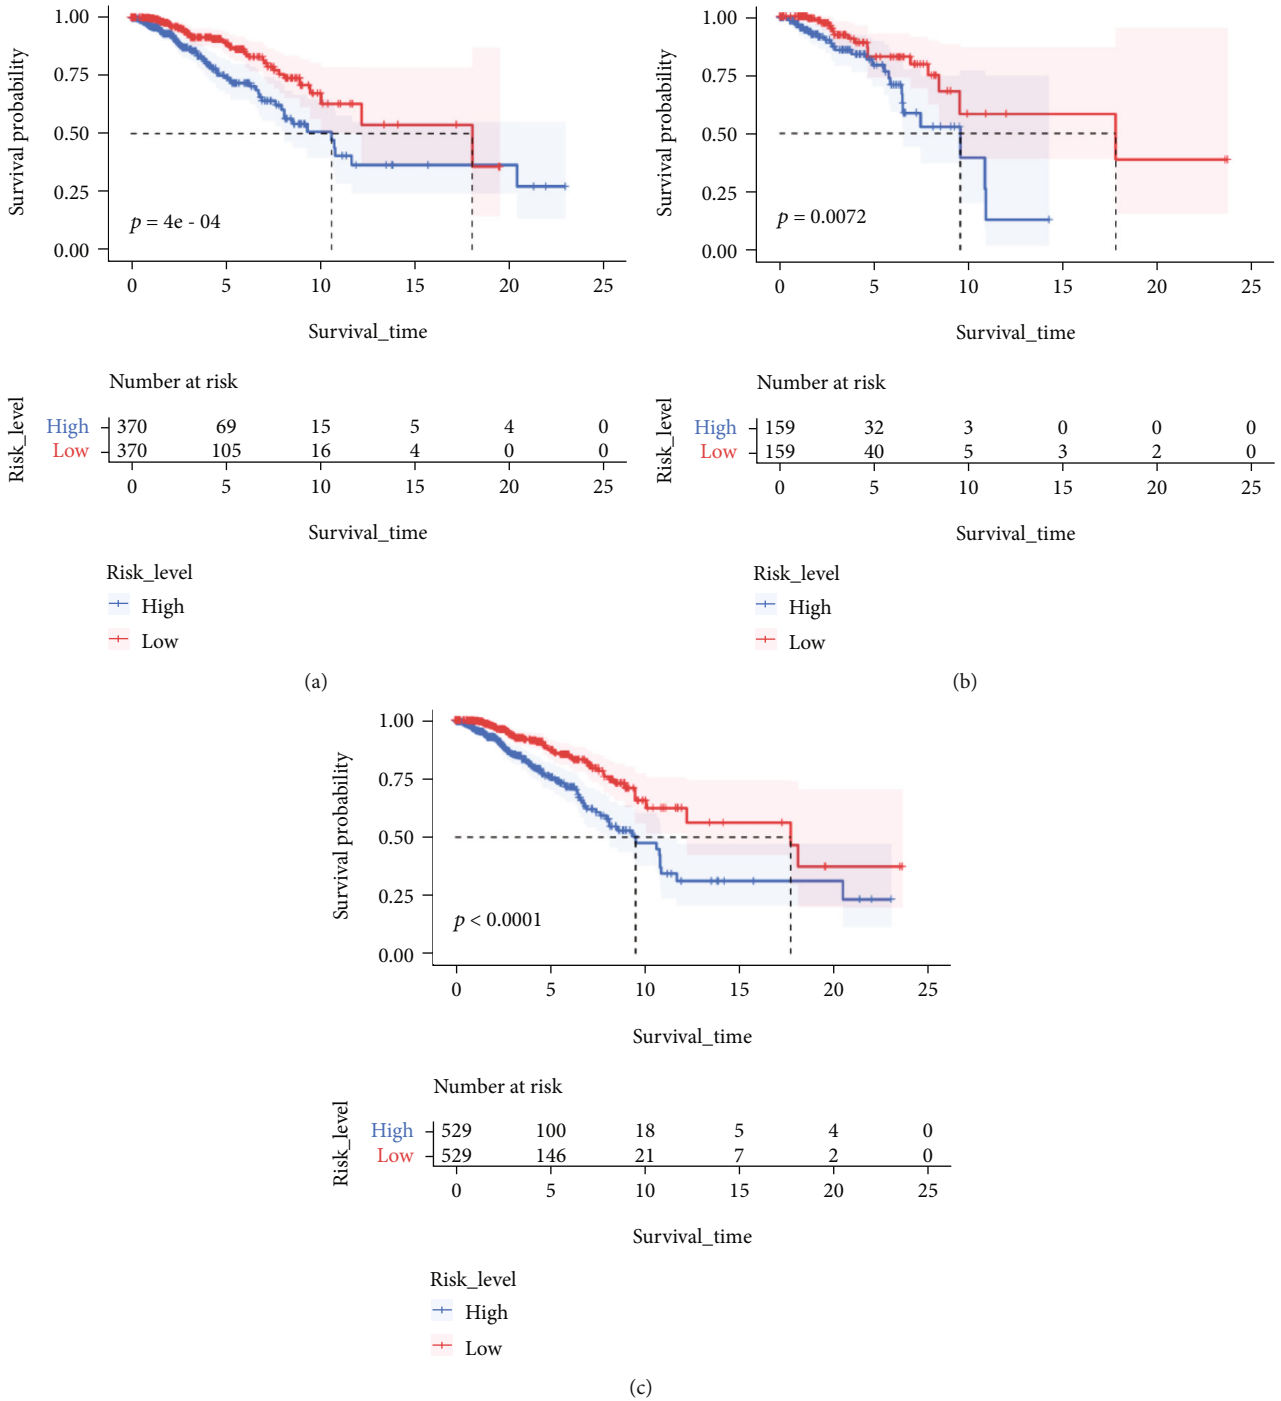 Survival probability
1.00
0.75
0.50
0.25
0.00
p = 4e - 04
0 5 10 15 20 25
Survival_time
Number at risk
Risk_level
High 370 69 15 5 4 0
Low 370 105 16 4 0 0
0 5 10 15 20 25
Survival_time
Risk_level
High
Low
(a)
Survival probability
1.00
0.75
0.50
0.25
0.00
p = 0.0072
0 5 10 15 20 25
Survival_time
Number at risk
Risk_level
High 159 32 3 0 0 0
Low 159 40 5 3 2 0
0 5 10 15 20 25
Survival_time
Risk_level
High
Low
(b)
Survival probability
1.00
0.75
0.50
0.25
0.00
p < 0.0001
0 5 10 15 20 25
Survival_time
Number at risk
Risk_level
High 529 100 18 5 4 0
Low 529 146 21 7 2 0
0 5 10 15 20 25
Survival_time
Risk_level
High
Low
(c)